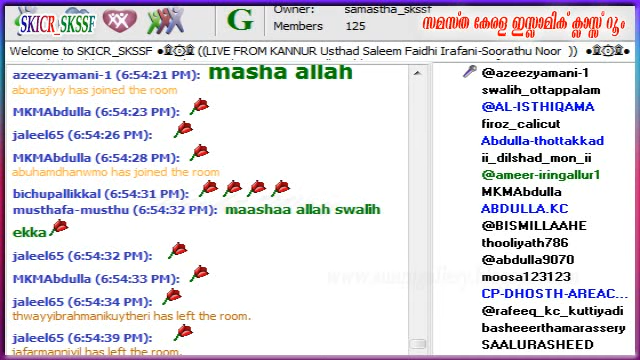 SKICR_SKSSF
G
Owner: samastha_skssf
Members 125
സമസ്ത കേരള ഇസ്ലാമിക് ക്ലാസ്സ് റൂം
Welcome to SKICR_SKSSF ●۩۞۩ ((LIVE FROM KANNUR Usthad Saleem Faidhi Irafani-Soorathu Noor )) ●۩۞۩●
azeezyamani-1 (6:54:21 PM): masha allah
abunajiyy has joined the room
MKMAbdulla (6:54:23 PM):
jaleel65 (6:54:26 PM):
MKMAbdulla (6:54:28 PM):
abuhamdhanwmo has joined the room
bichupallikkal (6:54:31 PM):
musthafa-musthu (6:54:32 PM): maashaa allah swalih
ekka
jaleel65 (6:54:32 PM):
MKMAbdulla (6:54:33 PM):
jaleel65 (6:54:34 PM):
thwayyibrahmanikuytheri has left the room.
jaleel65 (6:54:39 PM):
jafarmanniyil has left the room.
@azeezyamani-1
swalih_ottappalam
@AL-ISTHIQAMA
firoz_calicut
Abdulla-thottakkad
ii_dilshad_mon_ii
@ameer-iringallur1
MKMAbdulla
ABDULLA.KC
@BISMILLAAHE
thooliyath786
@abdulla9070
moosa123123
CP-DHOSTH-AREAC...
@rafeeq_kc_kuttiyadi
basheeerthamarassery
SAALURASHEED